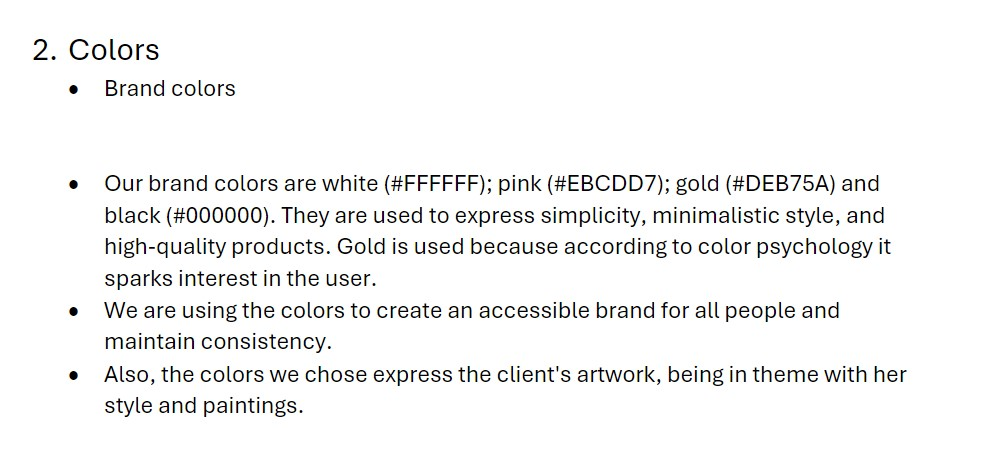 2. Colors
• Brand colors
• Our brand colors are white (#FFFFFF); pink (#EBCDD7); gold (#DEB75A) and
black (#000000). They are used to express simplicity, minimalistic style, and
high-quality products. Gold is used because according to color psychology it
sparks interest in the user.
• We are using the colors to create an accessible brand for all people and
maintain consistency.
• Also, the colors we chose express the client's artwork, being in theme with her
style and paintings.